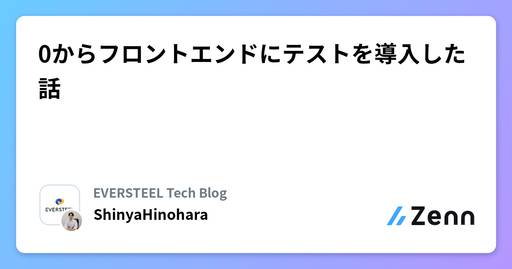 0からフロントエンドにテストを導入した
話
EVERSTEEL
EVERSTEEL Tech Blog
ShinyaHinohara
Zenn